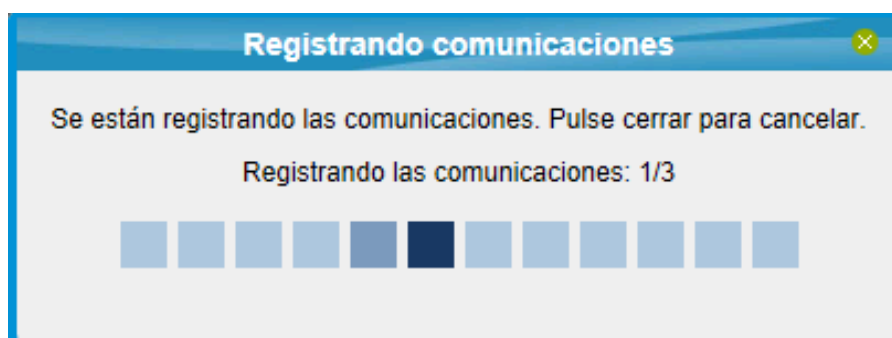 Registrando comunicaciones
Se están registrando las comunicaciones. Pulse cerrar para cancelar.
Registrando las comunicaciones: 1/3